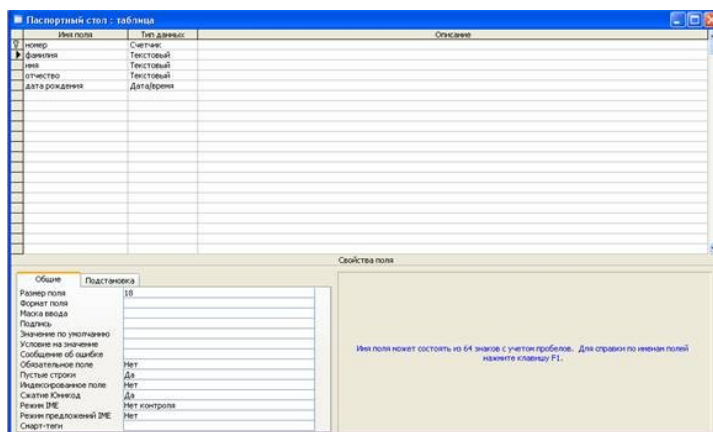 Паспортный стол : таблица
Имя поля Тип данных Описание
номер Счетчик
фамилия Текстовый
имя Текстовый
отчество Текстовый
дата рождения Дата/время
Свойства поля
Общие Подстановка
Размер поля 18
Формат поля
Маска ввода
Подпись
Значение по умолчанию
Условие на значение
Сообщение об ошибке
Обязательное поле Нет
Пустые строки Да
Индексированное поле Нет
Сжатие Юникод Да
Режим IME Нет контроля
Режим предложений IME Нет
Смарт-теги
Имя поля может состоять из 64 знаков с учетом пробелов. Для справки по именам полей
нажмите клавишу F1.